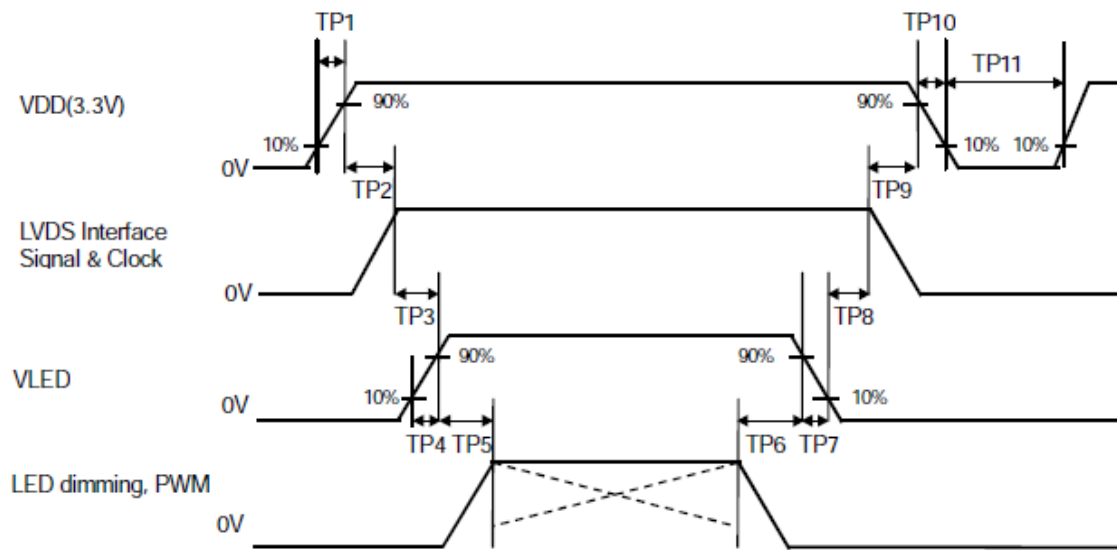 TP1
TP10
TP11
VDD(3.3V)
90%
90%
10%
10%
10%
0V
TP2
TP9
LVDS Interface
Signal & Clock
0V
TP3
TP8
90%
90%
VLED
10%
10%
0V
TP4
TP5
TP6
TP7
LED dimming, PWM
0V